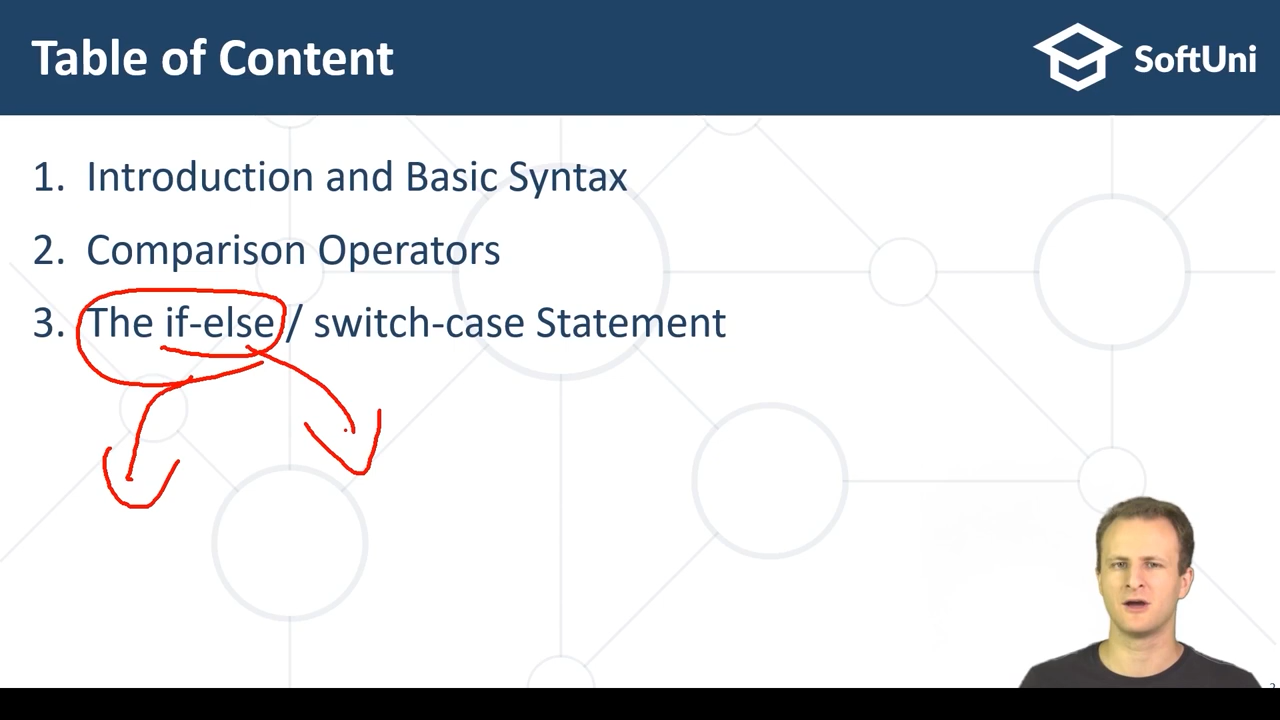 Table of Content
SoftUni
1. Introduction and Basic Syntax
2. Comparison Operators
3. The if-else / switch-case Statement